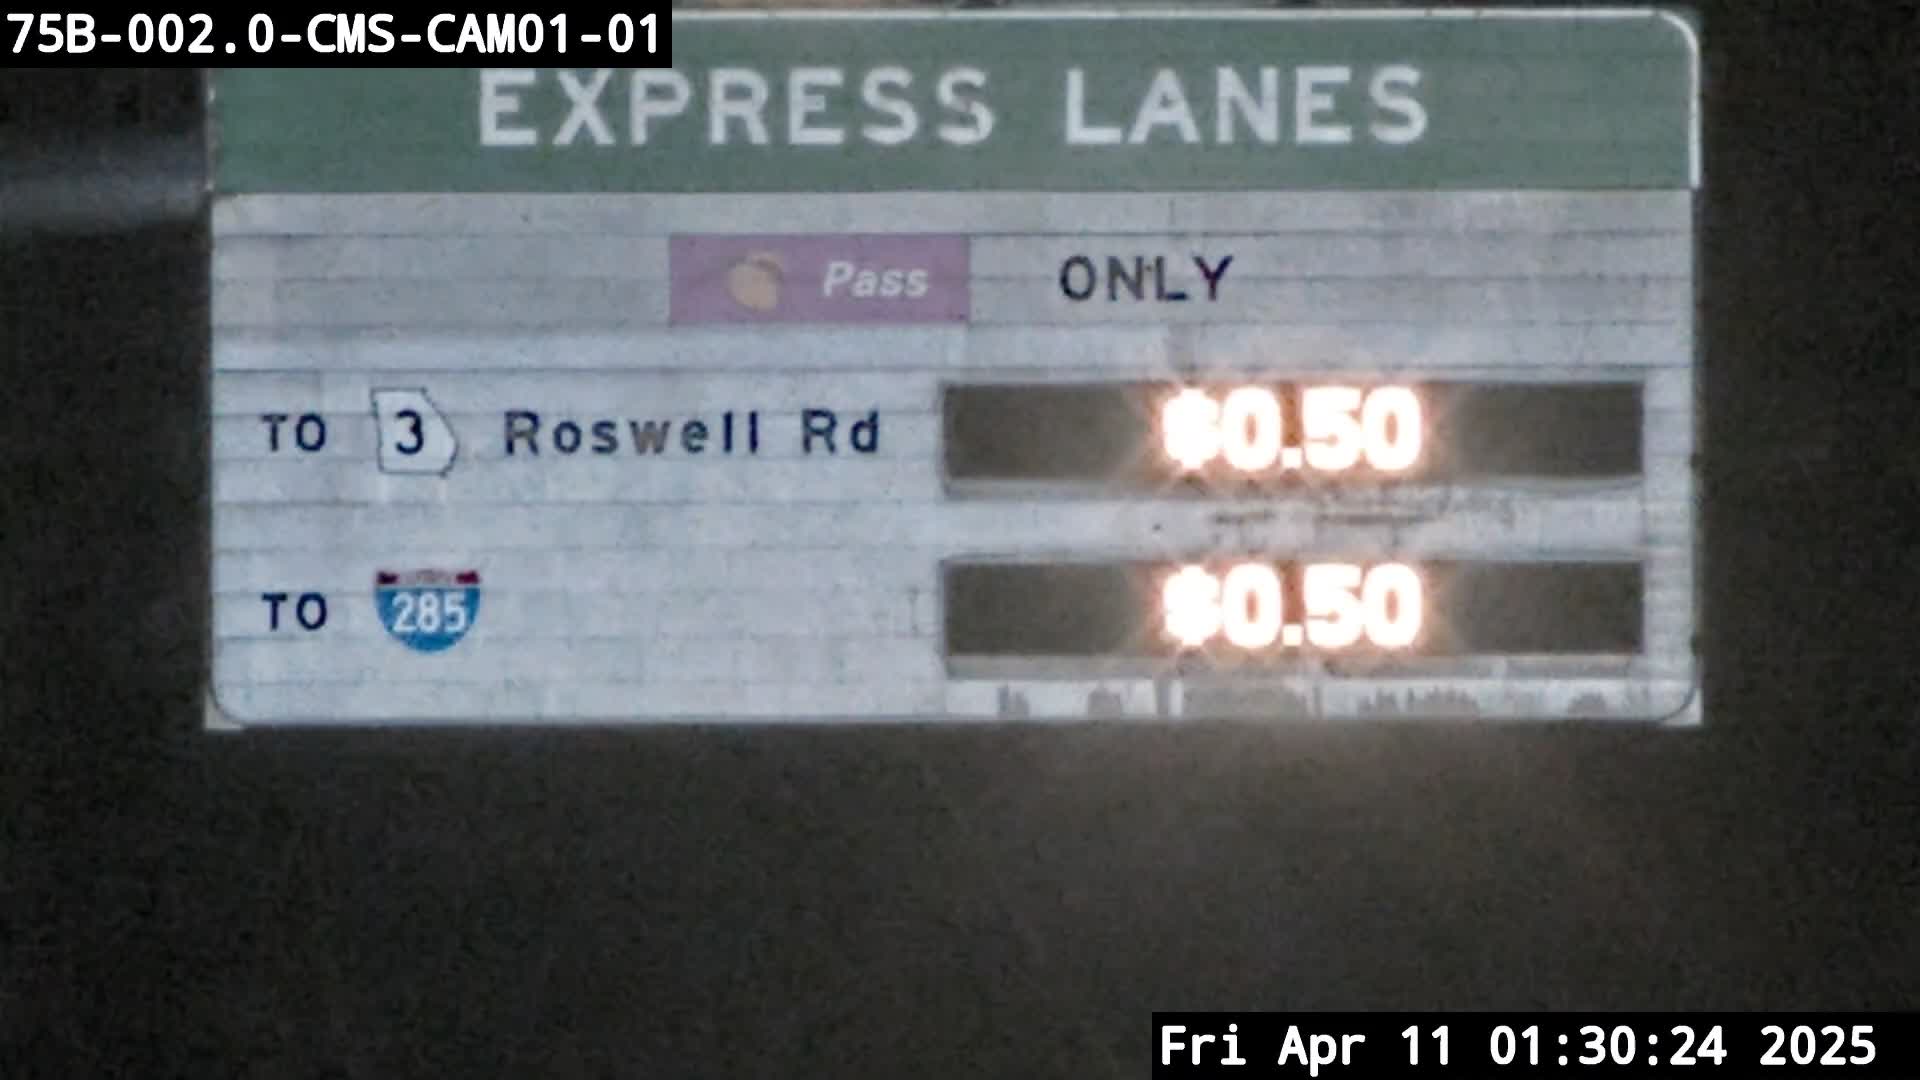 75B-002.0-CMS-CAM01-01
EXPRESS LANES
Pass ONLY
TO 3 Roswell Rd $0.50
TO 285 $0.50
Fri Apr 11 01:30:24 2025